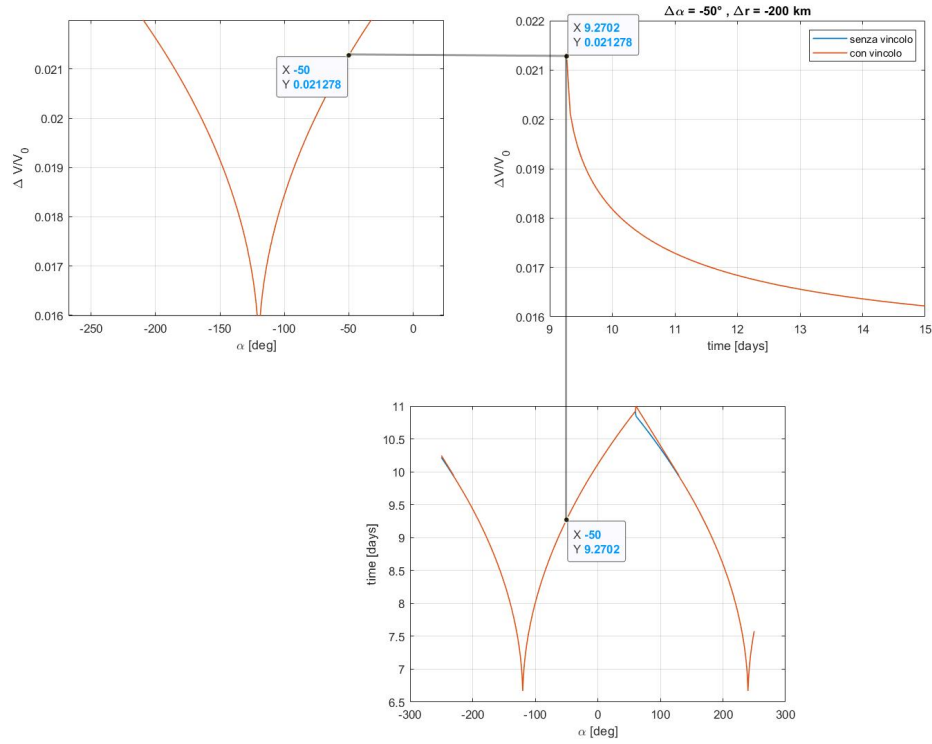 Δα = -50° , Δr = -200 km
0.021
0.02
0.019
0.018
0.017
0.016
Δ V/V0
-250
-200
-150
-100
-50
0
α [deg]
X -50
Y 0.021278
0.022
0.021
0.02
0.019
0.018
0.017
0.016
ΔV/V0
9
10
11
12
13
14
15
time [days]
X 9.2702
Y 0.021278
senza vincolo
con vincolo
11
10.5
10
9.5
9
8.5
8
7.5
7
6.5
time [days]
-300
-200
-100
0
100
200
300
α [deg]
X -50
Y 9.2702